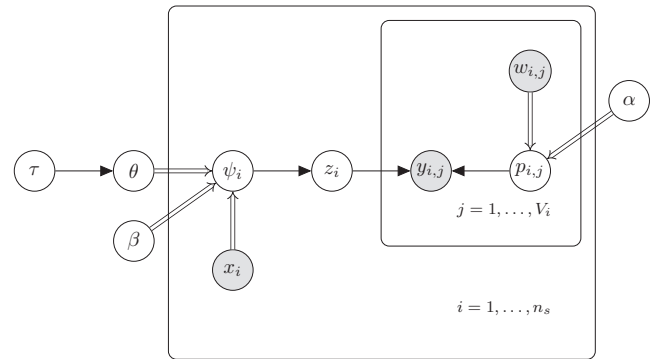 w_{i,j}
α
τ
θ
ψ_i
z_i
y_{i,j}
p_{i,j}
j = 1, . . . , V_i
β
x_i
i = 1, . . . , n_s